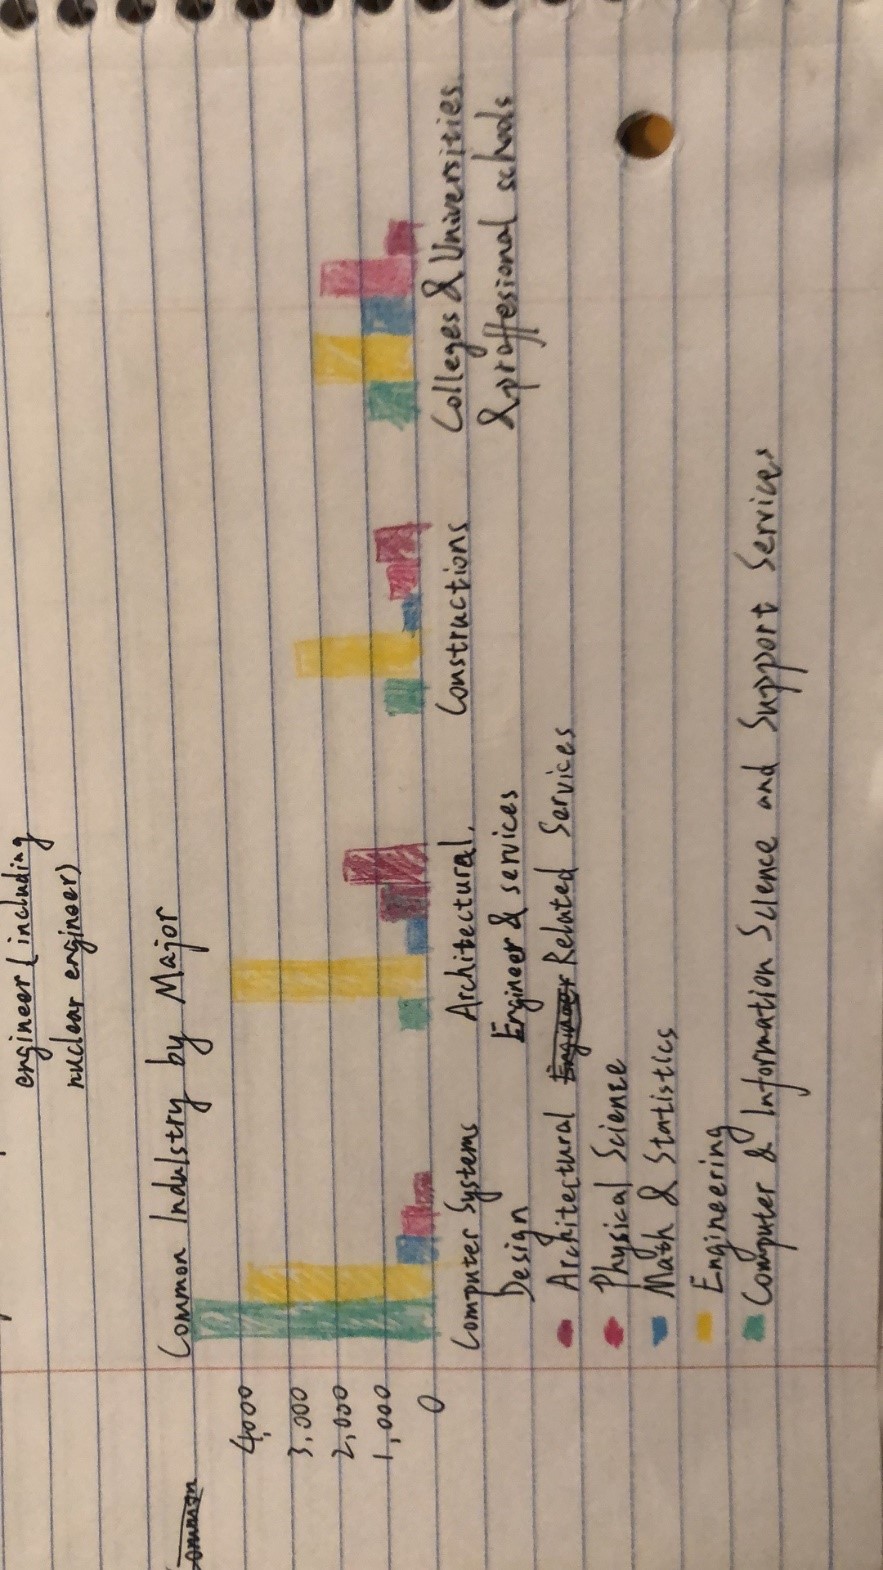 engineer (including
nuclear engineer)
Common
Common Industry by Major
4,000
3,000
2,000
1,000
0
Computer Systems
Design
Architectural,
Engineer & services
Constructions
Colleges & Universities
& proffesional schools
Architectural Engineer Related Services
Physical Science
Math & Statistics
Engineering
Computer & Information Science and Support Services